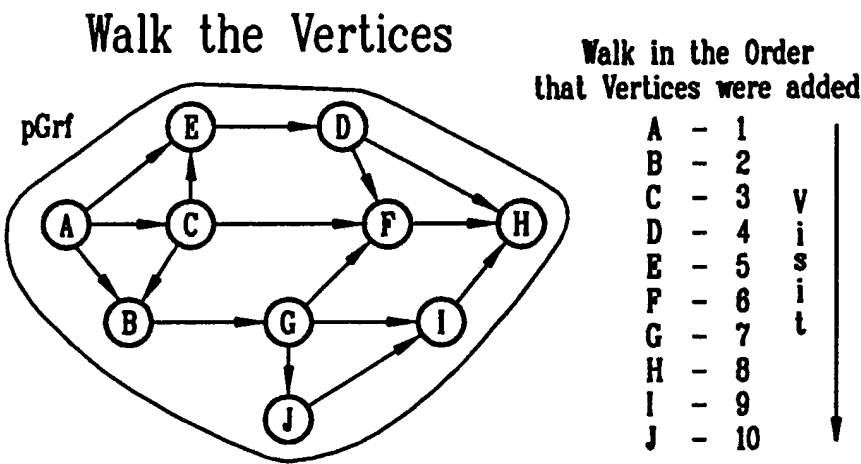 Walk the Vertices
pGrf
E
D
A
C
F
H
B
G
I
J
Walk in the Order
that Vertices were added
A - 1
B - 2
C - 3
D - 4
E - 5
F - 6
G - 7
H - 8
I - 9
J - 10
Visit